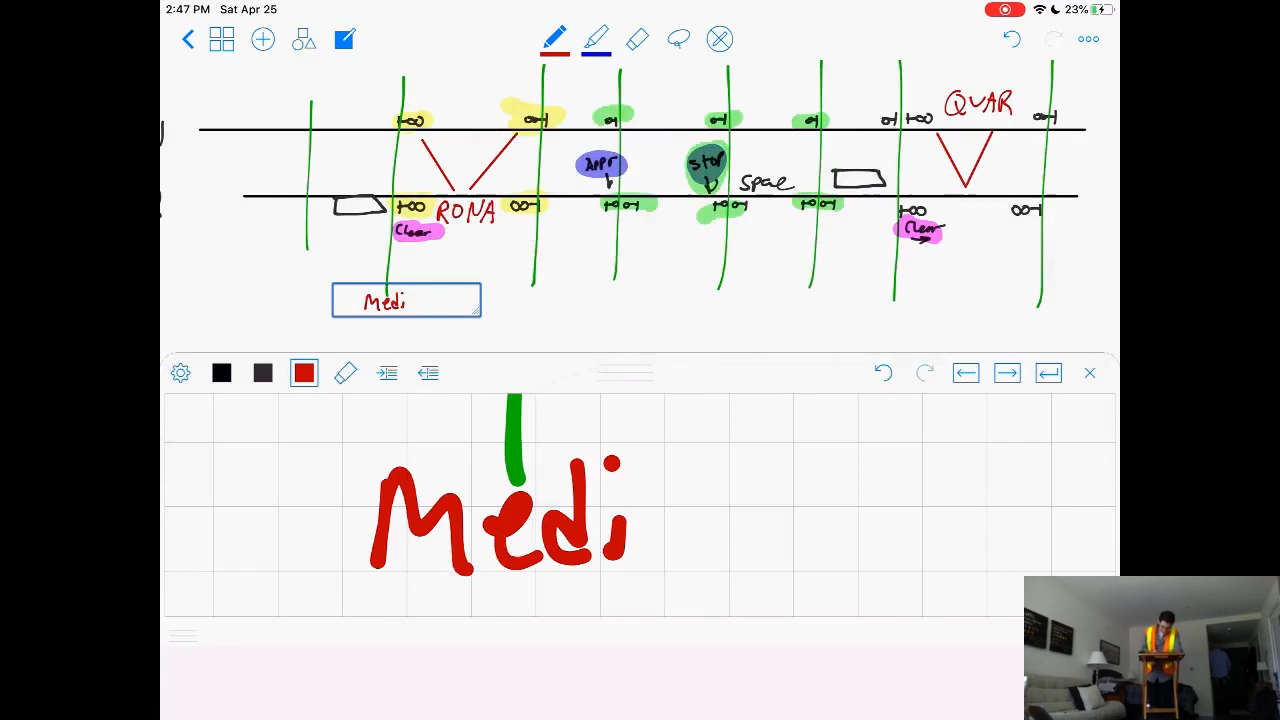 2:47 PM Sat Apr 25
23%
QUAR
Appr
Stop
space
RONA
Clear
Clear
Medi
Medi